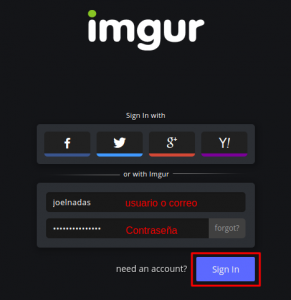 imgur
Sign In with
f g+ Y!
or with Imgur
joelnadas usuario o correo
••••••••••••••• Contraseña forgot?
need an account? Sign In